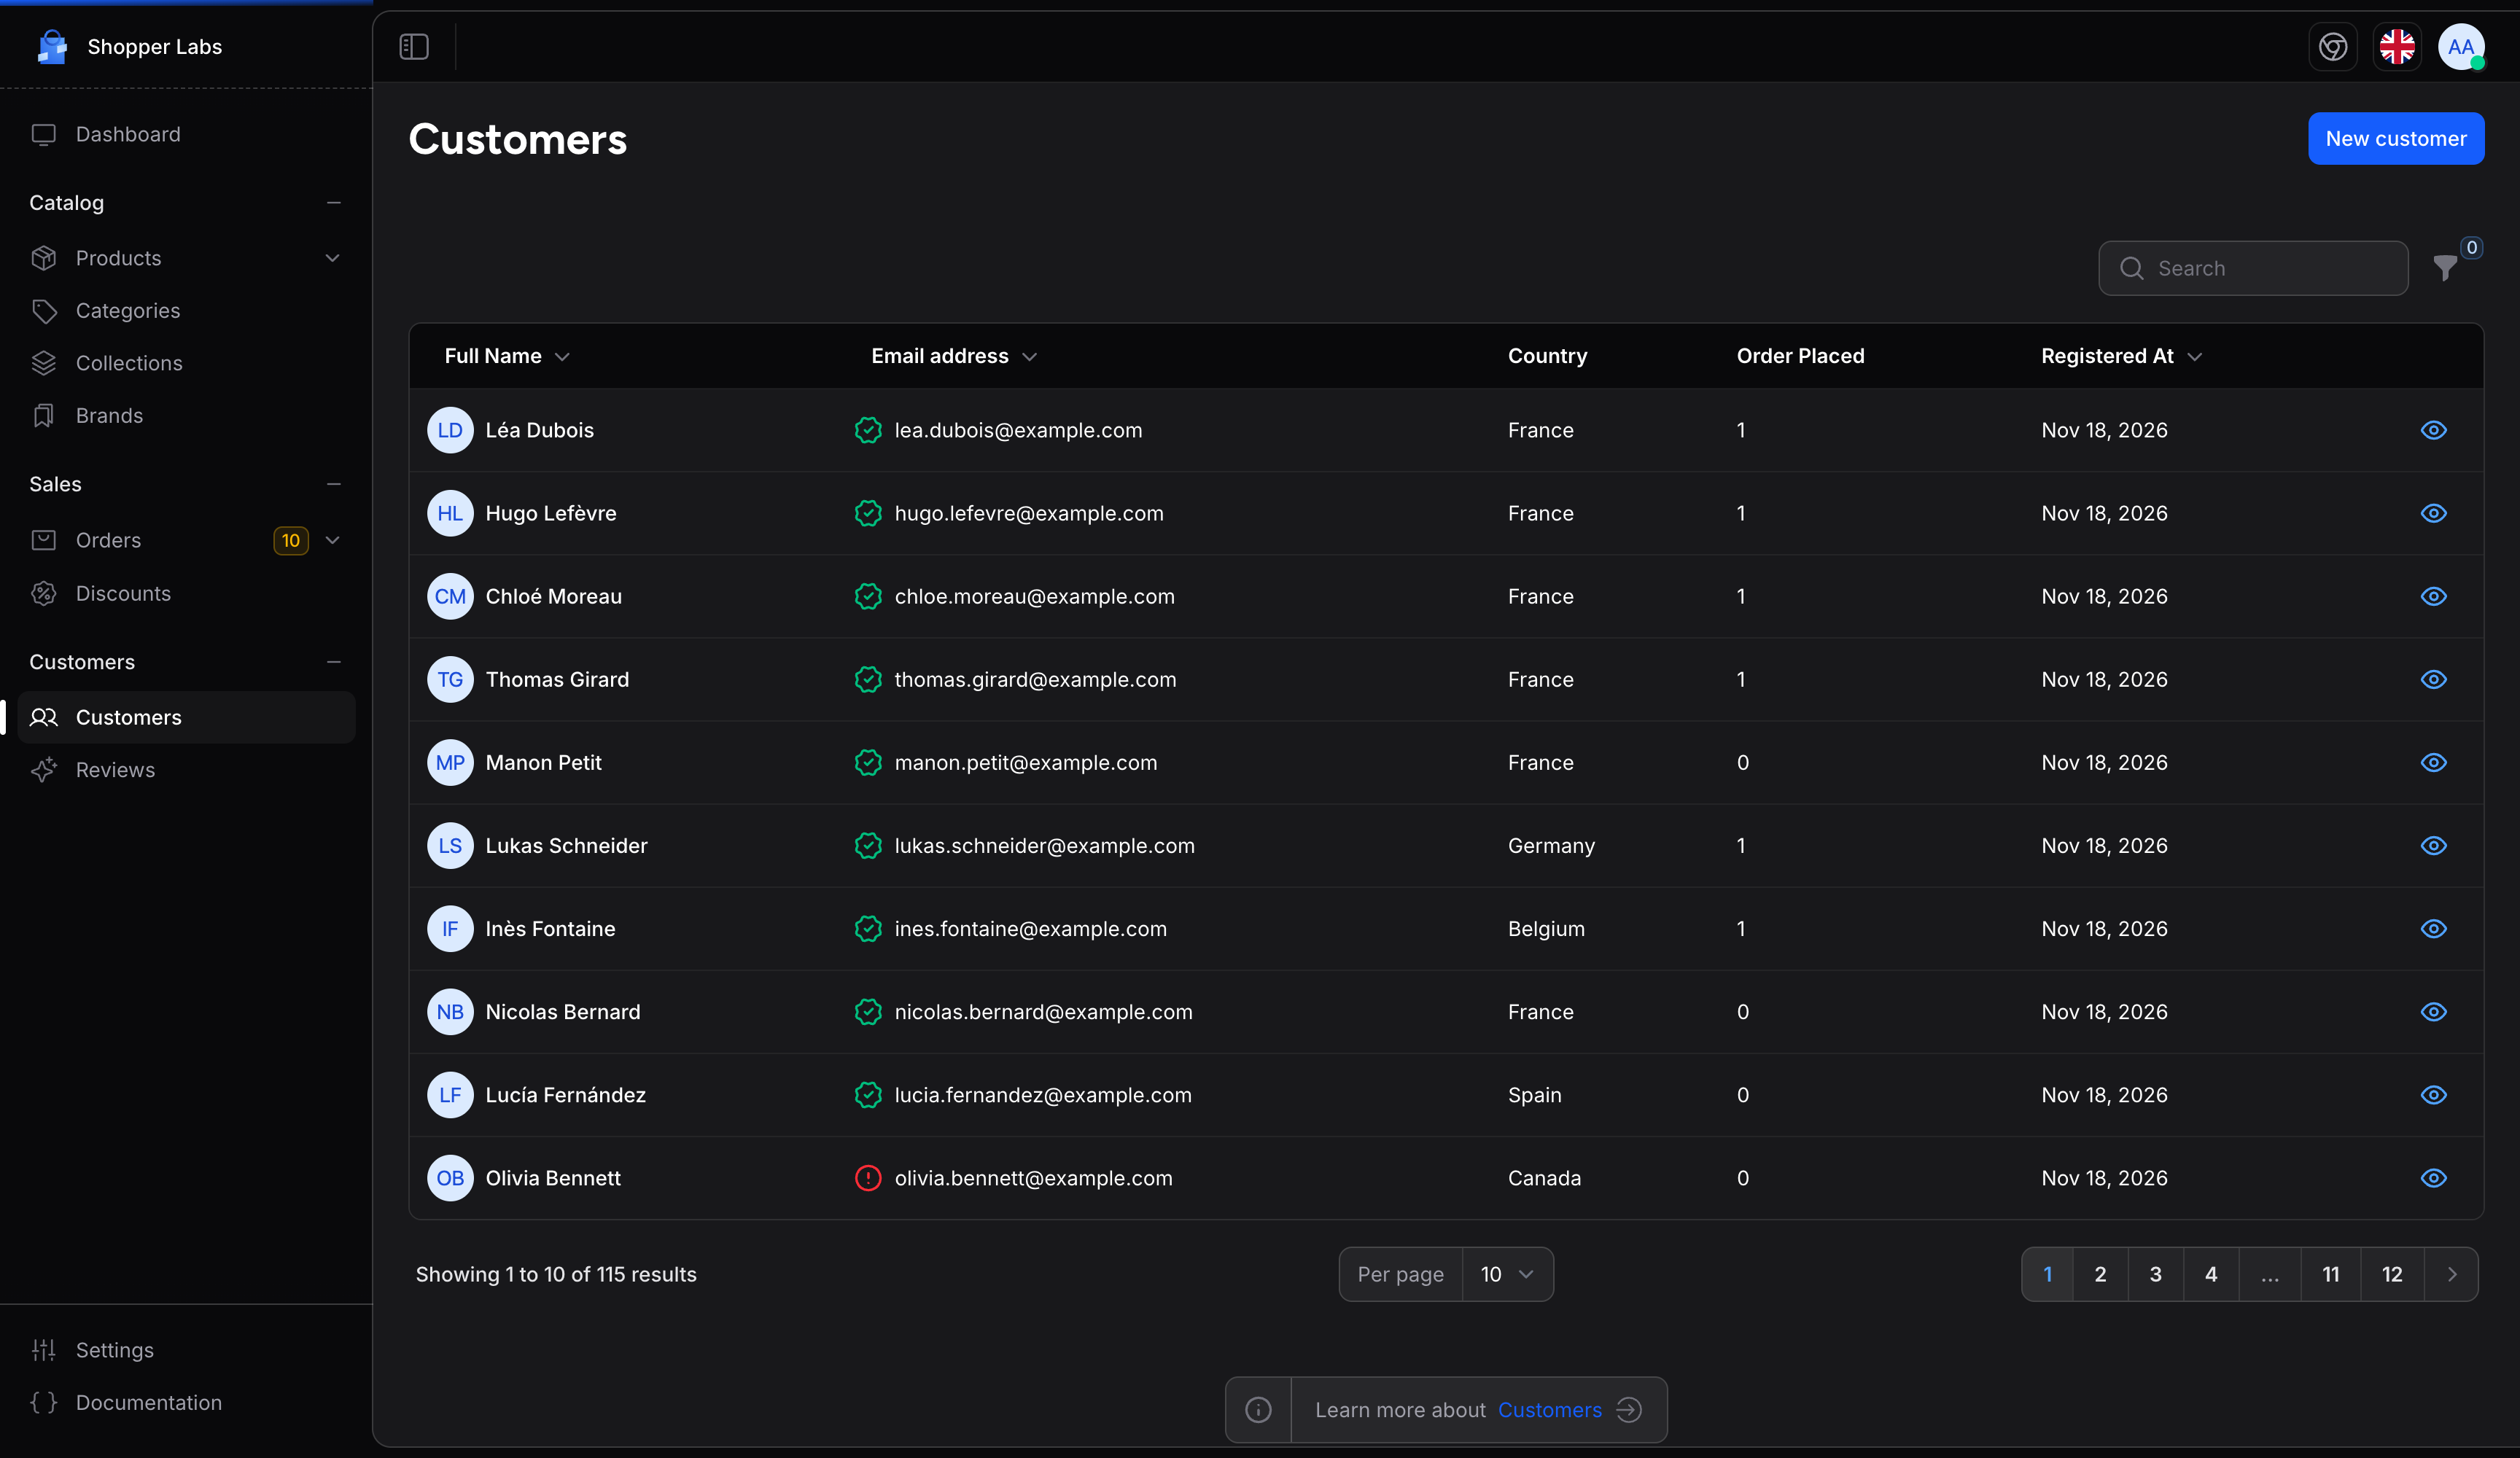 Shopper Labs
AA
Dashboard
Customers
New customer
Catalog
Products
Categories
Collections
Brands
Search
0
Sales
Orders 10
Discounts
Customers
Customers
Reviews
Full Name Email address Country Order Placed Registered At
LD Léa Dubois lea.dubois@example.com France 1 Nov 18, 2026
HL Hugo Lefèvre hugo.lefevre@example.com France 1 Nov 18, 2026
CM Chloé Moreau chloe.moreau@example.com France 1 Nov 18, 2026
TG Thomas Girard thomas.girard@example.com France 1 Nov 18, 2026
MP Manon Petit manon.petit@example.com France 0 Nov 18, 2026
LS Lukas Schneider lukas.schneider@example.com Germany 1 Nov 18, 2026
IF Inès Fontaine ines.fontaine@example.com Belgium 1 Nov 18, 2026
NB Nicolas Bernard nicolas.bernard@example.com France 0 Nov 18, 2026
LF Lucía Fernández lucia.fernandez@example.com Spain 0 Nov 18, 2026
OB Olivia Bennett olivia.bennett@example.com Canada 0 Nov 18, 2026
Showing 1 to 10 of 115 results
Per page 10
1 2 3 4 ... 11 12
Settings
Documentation
Learn more about Customers